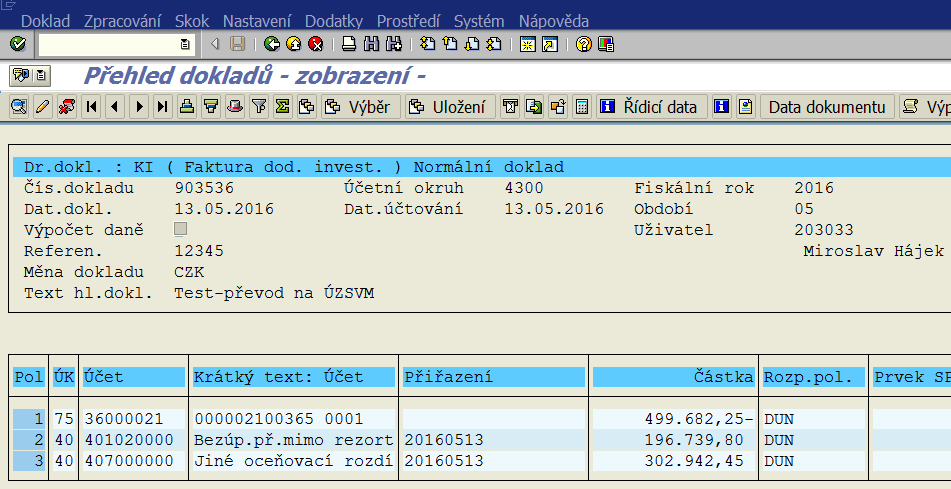 Doklad Zpracování Skok Nastavení Dodatky Prostředí Systém Nápověda
Přehled dokladů - zobrazení -
Výběr Uložení Řídicí data Data dokumentu Výp
Dr.dokl. : KI ( Faktura dod. invest. ) Normální doklad
Čís.dokladu 903536 Účetní okruh 4300 Fiskální rok 2016
Dat.dokl. 13.05.2016 Dat.účtování 13.05.2016 Období 05
Výpočet daně Uživatel 203033
Referen. 12345 Miroslav Hájek
Měna dokladu CZK
Text hl.dokl. Test-převod na ÚZSVM
Pol ÚK Účet Krátký text: Účet Přiřazení Částka Rozp.pol. Prvek SP
1 75 36000021 000002100365 0001 499.682,25- DUN
2 40 401020000 Bezúp.př.mimo rezort 20160513 196.739,80 DUN
3 40 407000000 Jiné oceňovací rozdí 20160513 302.942,45 DUN